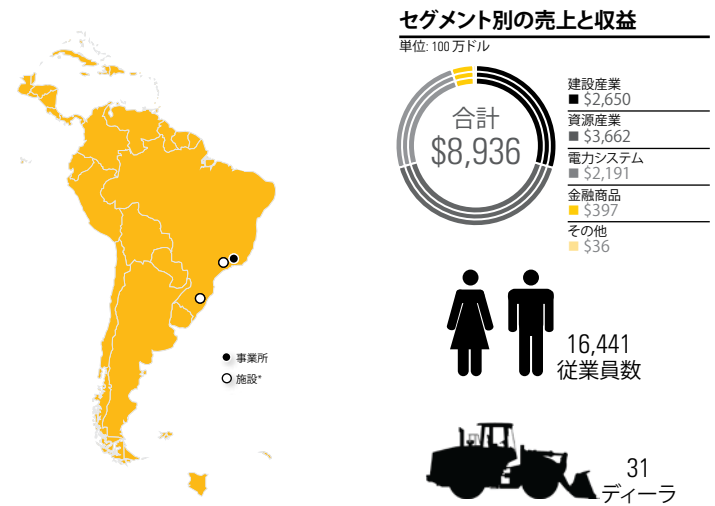 セグメント別の売上と収益
単位: 100 万ドル
合計
$8,936
建設産業
$2,650
資源産業
$3,662
電力システム
$2,191
金融商品
$397
その他
$36
事業所
施設*
16,441
従業員数
31
ディーラ